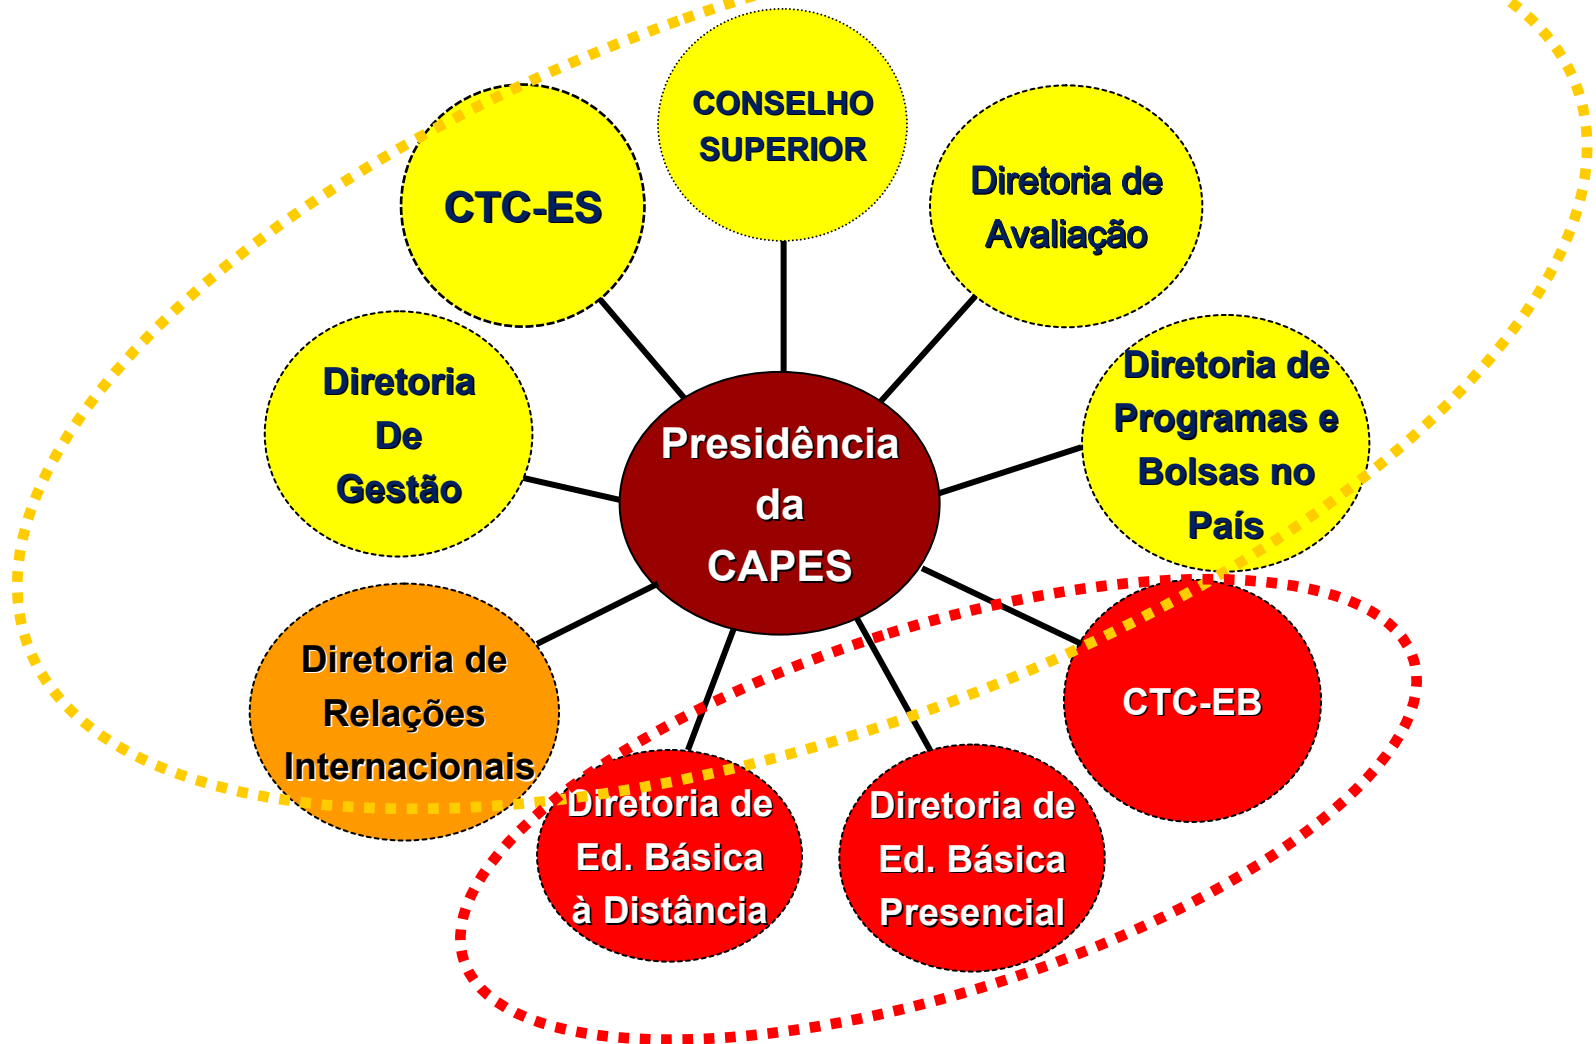 CONSELHO
SUPERIOR
CTC-ES
Diretoria de
Avaliação
Diretoria
De
Gestão
Diretoria de
Programas e
Bolsas no
País
Presidência
da
CAPES
Diretoria de
Relações
Internacionais
CTC-EB
Diretoria de
Ed. Básica
à Distância
Diretoria de
Ed. Básica
Presencial